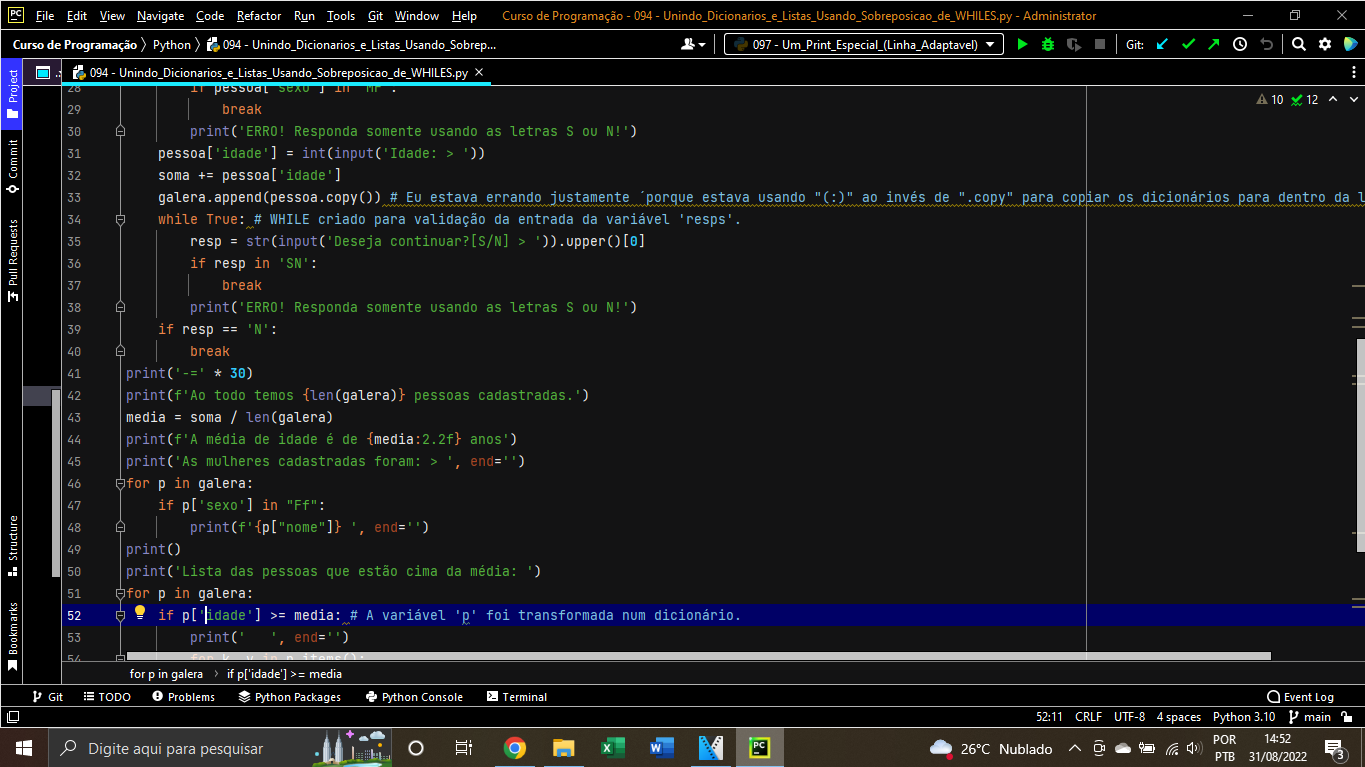 File Edit View Navigate Code Refactor Run Tools Git Window Help Curso de Programação - 094 - Unindo_Dicionarios_e_Listas_Usando_Sobreposicao_de_WHILES.py - Administrator
Curso de Programação Python 094 - Unindo_Dicionarios_e_Listas_Usando_Sobrep... 097 - Um_Print_Especial_(Linha_Adaptavel) Git:
094 - Unindo_Dicionarios_e_Listas_Usando_Sobreposicao_de_WHILES.py
Project
Commit
Pull Requests
Structure
Bookmarks
10 12
28 if pessoa['sexo'] in 'MF':
29 break
30 print('ERRO! Responda somente usando as letras S ou N!')
31 pessoa['idade'] = int(input('Idade: > '))
32 soma += pessoa['idade']
33 galera.append(pessoa.copy()) # Eu estava errando justamente ´porque estava usando "(:)" ao invés de ".copy" para copiar os dicionários para dentro da l
34 while True: # WHILE criado para validação da entrada da variável 'resps'.
35 resp = str(input('Deseja continuar?[S/N] > ')).upper()[0]
36 if resp in 'SN':
37 break
38 print('ERRO! Responda somente usando as letras S ou N!')
39 if resp == 'N':
40 break
41 print('-=' * 30)
42 print(f'Ao todo temos {len(galera)} pessoas cadastradas.')
43 media = soma / len(galera)
44 print(f'A média de idade é de {media:2.2f} anos')
45 print('As mulheres cadastradas foram: > ', end='')
46 for p in galera:
47 if p['sexo'] in "Ff":
48 print(f'{p["nome"]} ', end='')
49 print()
50 print('Lista das pessoas que estão cima da média: ')
51 for p in galera:
52 if p['idade'] >= media: # A variável 'p' foi transformada num dicionário.
53 print('   ', end='')
54 for k, v in p.items():
for p in galera if p['idade'] >= media
Git TODO Problems Python Packages Python Console Terminal Event Log
52:11 CRLF UTF-8 4 spaces Python 3.10 main
Digite aqui para pesquisar 26°C Nublado POR 14:52
PTB 31/08/2022 3